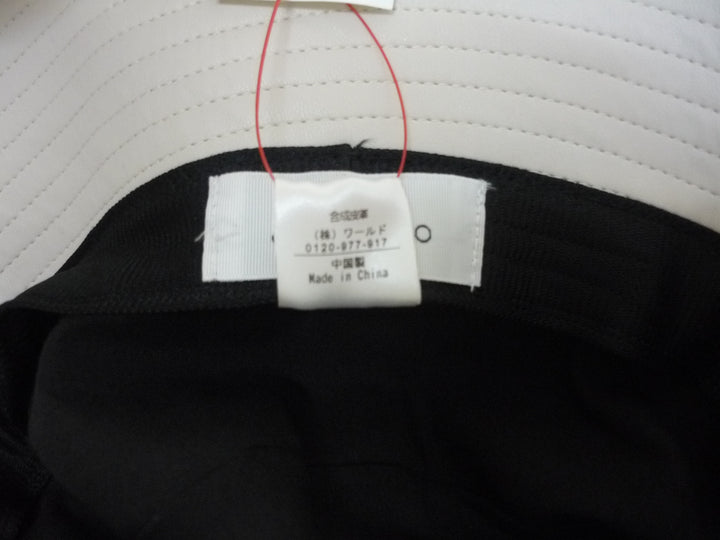 合成皮革
(株) ワールド
0120-977-917
中国製
Made in China
O